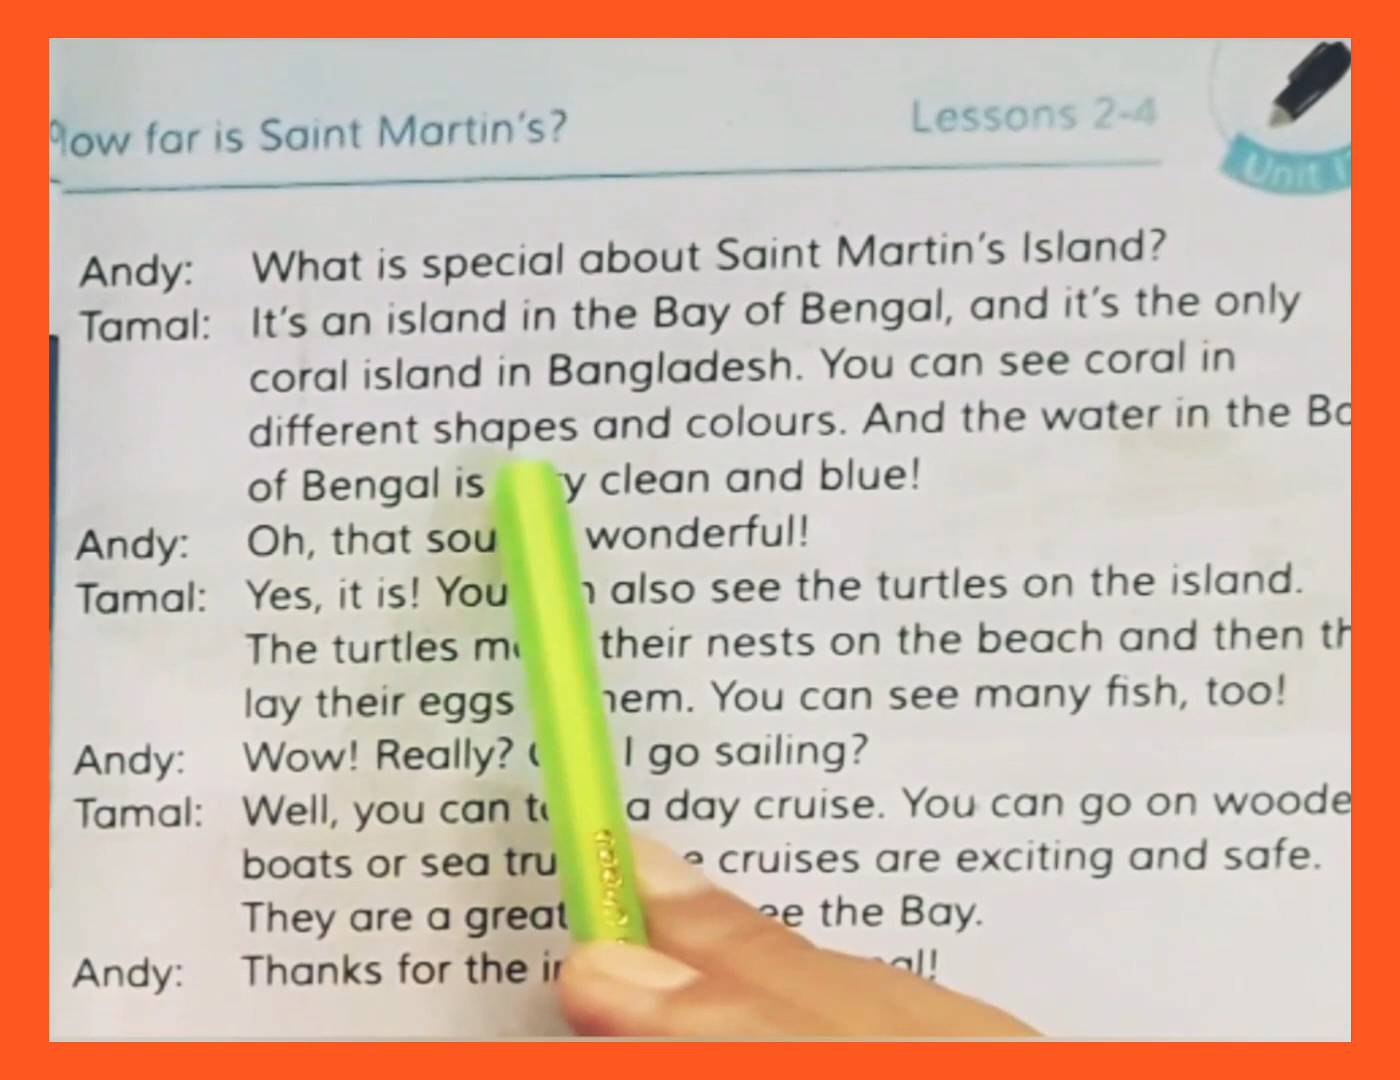 How far is Saint Martin's?
Lessons 2-4
Unit
Andy: What is special about Saint Martin's Island?
Tamal: It's an island in the Bay of Bengal, and it's the only
coral island in Bangladesh. You can see coral in
different shapes and colours. And the water in the
of Bengal is clean and blue!
Andy: Oh, that wonderful!
Tamal: Yes, it is! You also see the turtles on the island.
The turtles their nests on the beach and then
lay their eggs You can see many fish, too!
Andy: Wow! Really? I go sailing?
Tamal: Well, you can a day cruise. You can go on
boats or sea cruises are exciting and safe.
They are a great the Bay.
Andy: Thanks for the